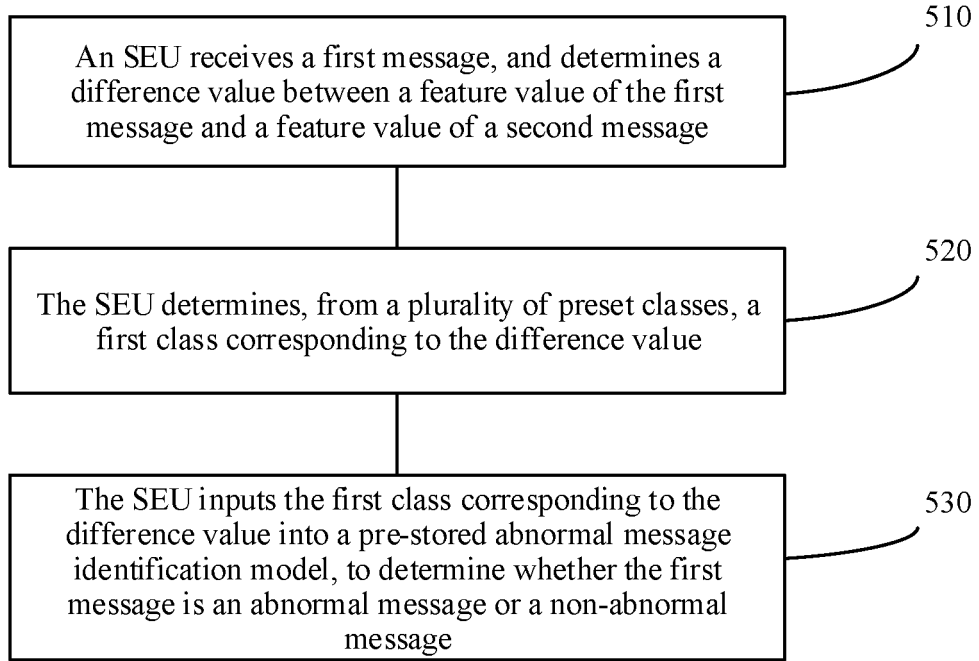 510
An SEU receives a first message, and determines a
difference value between a feature value of the first
message and a feature value of a second message
520
The SEU determines, from a plurality of preset classes, a
first class corresponding to the difference value
530
The SEU inputs the first class corresponding to the
difference value into a pre-stored abnormal message
identification model, to determine whether the first
message is an abnormal message or a non-abnormal
message